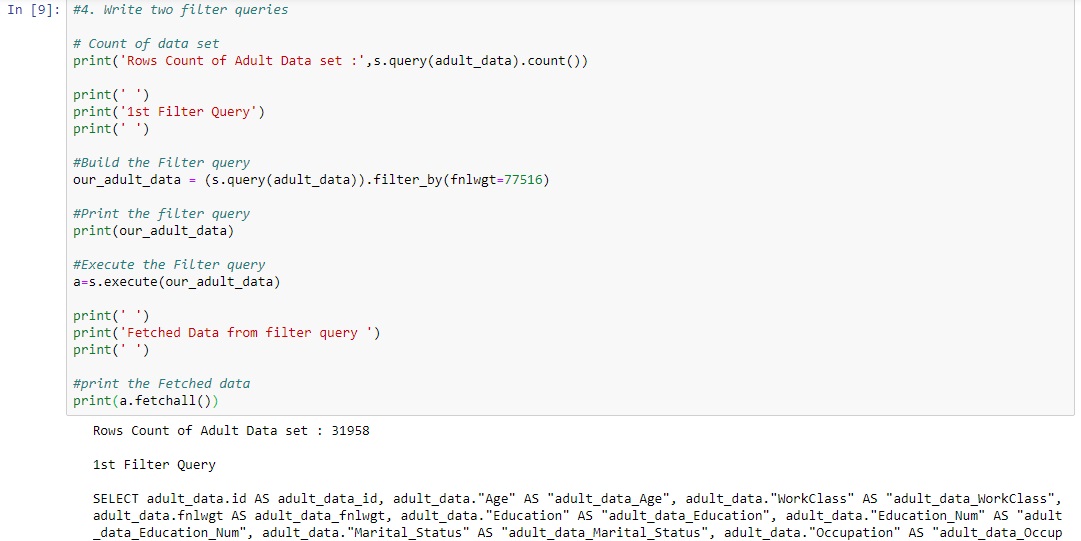 In [9]: #4. Write two filter queries
# Count of data set
print('Rows Count of Adult Data set :',s.query(adult_data).count())
print(' ')
print('1st Filter Query')
print(' ')
#Build the Filter query
our_adult_data = (s.query(adult_data)).filter_by(fnlwgt=77516)
#Print the filter query
print(our_adult_data)
#Execute the Filter query
a=s.execute(our_adult_data)
print(' ')
print('Fetched Data from filter query ')
print(' ')
#print the Fetched data
print(a.fetchall())
Rows Count of Adult Data set : 31958
1st Filter Query
SELECT adult_data.id AS adult_data_id, adult_data."Age" AS "adult_data_Age", adult_data."WorkClass" AS "adult_data_WorkClass",
adult_data.fnlwgt AS adult_data_fnlwgt, adult_data."Education" AS "adult_data_Education", adult_data."Education_Num" AS "adult
_data_Education_Num", adult_data."Marital_Status" AS "adult_data_Marital_Status", adult_data."Occupation" AS "adult_data_Occup